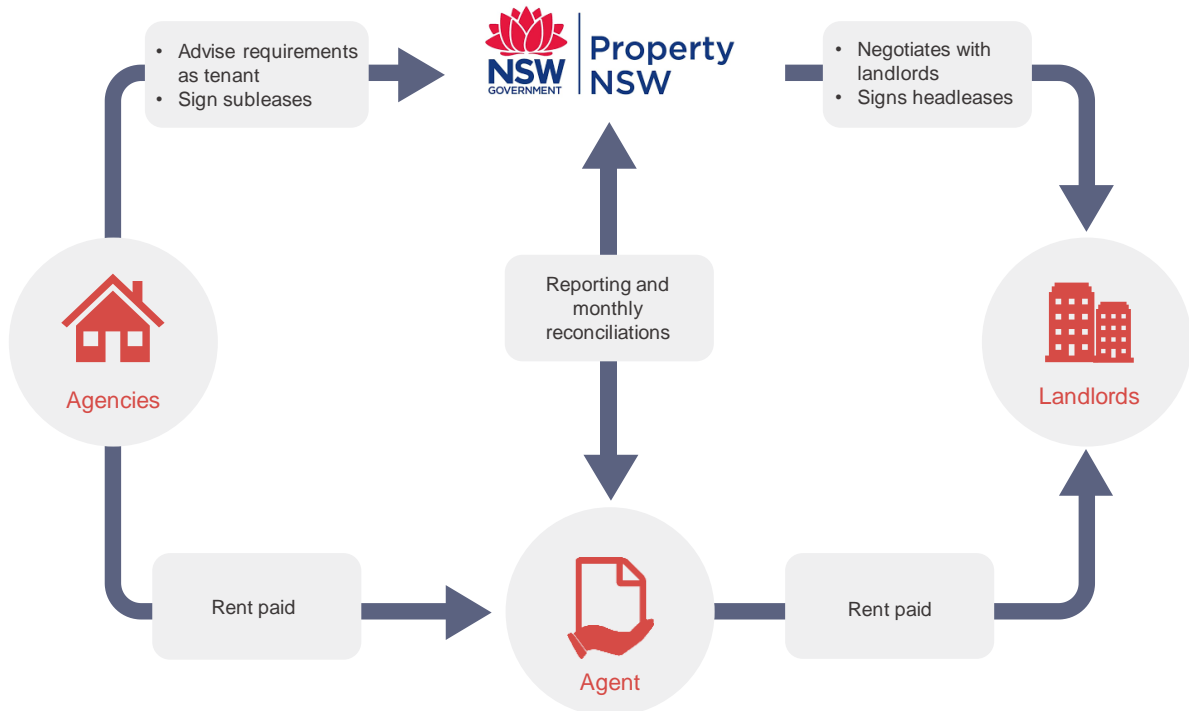 • Advise requirements
as tenant
• Sign subleases
NSW
GOVERNMENT
Property
NSW
• Negotiates with
landlords
• Signs headleases
Agencies
Reporting and
monthly
reconciliations
Landlords
Rent paid
Agent
Rent paid